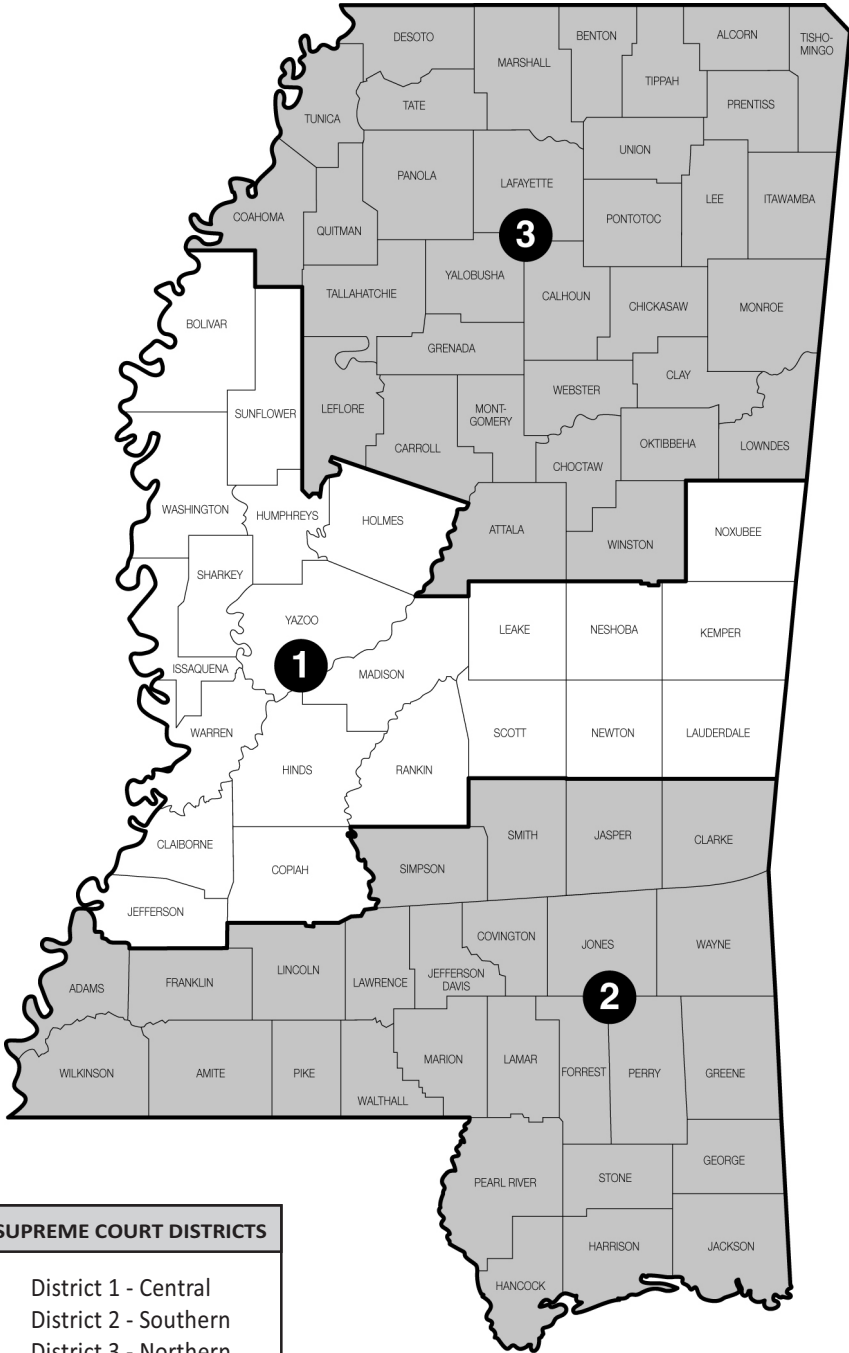 DESOTO
BENTON
ALCORN
TISHO-
MINGO
MARSHALL
TIPPAH
TATE
PRENTISS
TUNICA
UNION
PANOLA
LAFAYETTE
LEE
ITAWAMBA
COAHOMA
QUITMAN
PONTOTOC
3
YALOBUSHA
TALLAHATCHIE
CALHOUN
CHICKASAW
MONROE
BOLIVAR
GRENADA
CLAY
WEBSTER
SUNFLOWER
LEFLORE
MONT-
GOMERY
CARROLL
OKTIBBEHA
LOWNDES
CHOCTAW
WASHINGTON
HUMPHREYS
HOLMES
ATTALA
WINSTON
NOXUBEE
SHARKEY
YAZOO
LEAKE
NESHOBA
KEMPER
1
ISSAQUENA
MADISON
WARREN
SCOTT
NEWTON
LAUDERDALE
HINDS
RANKIN
CLAIBORNE
SMITH
JASPER
CLARKE
COPIAH
SIMPSON
JEFFERSON
COVINGTON
JONES
WAYNE
LINCOLN
ADAMS
FRANKLIN
LAWRENCE
JEFFERSON
DAVIS
2
MARION
LAMAR
WILKINSON
AMITE
PIKE
FORREST
PERRY
GREENE
WALTHALL
GEORGE
PEARL RIVER
STONE
HARRISON
JACKSON
HANCOCK
SUPREME COURT DISTRICTS
District 1 - Central
District 2 - Southern
District 3 - Northern